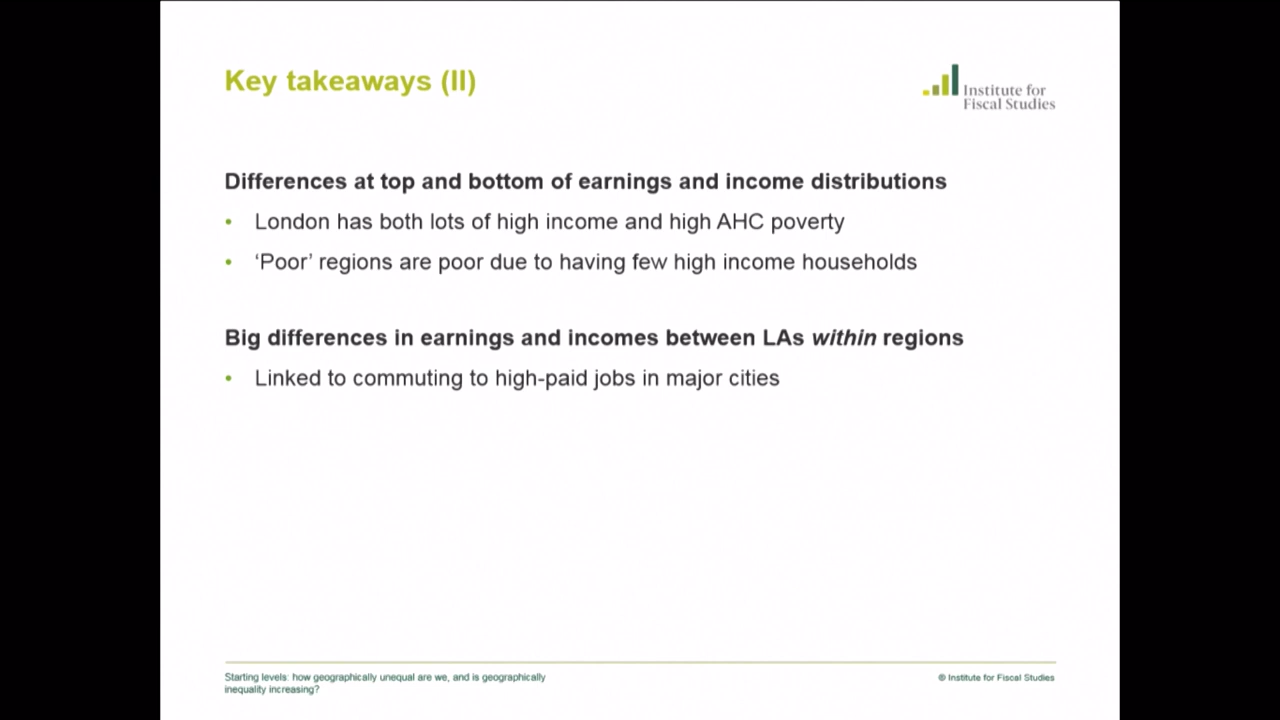 Key takeaways (II)
Institute for
Fiscal Studies
Differences at top and bottom of earnings and income distributions
• London has both lots of high income and high AHC poverty
• ‘Poor’ regions are poor due to having few high income households
Big differences in earnings and incomes between LAs within regions
• Linked to commuting to high-paid jobs in major cities
Starting levels: how geographically unequal are we, and is geographically
inequality increasing?
© Institute for Fiscal Studies